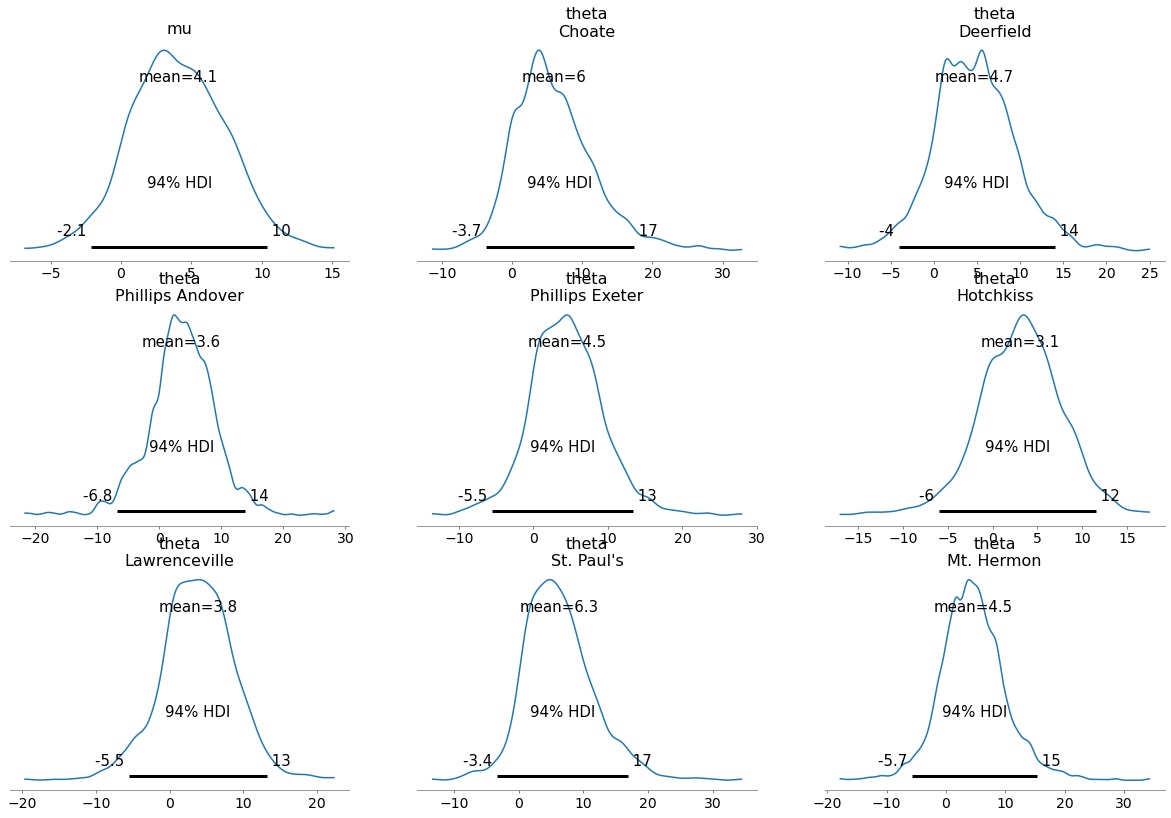 mu
mean=4.1
94% HDI
-2.1 10
−5 0 5 10 15
theta
Choate
mean=6
94% HDI
-3.7 17
−10 0 10 20 30
theta
Deerfield
mean=4.7
94% HDI
-4 14
−10 −5 0 5 10 15 20 25
theta
Phillips Andover
mean=3.6
94% HDI
-6.8 14
−20 −10 0 10 20 30
theta
Phillips Exeter
mean=4.5
94% HDI
-5.5 13
−10 0 10 20 30
theta
Hotchkiss
mean=3.1
94% HDI
-6 12
−15 −10 −5 0 5 10 15
theta
Lawrenceville
mean=3.8
94% HDI
-5.5 13
−20 −10 0 10 20
theta
St. Paul's
mean=6.3
94% HDI
-3.4 17
−10 0 10 20 30
theta
Mt. Hermon
mean=4.5
94% HDI
-5.7 15
−20 −10 0 10 20 30